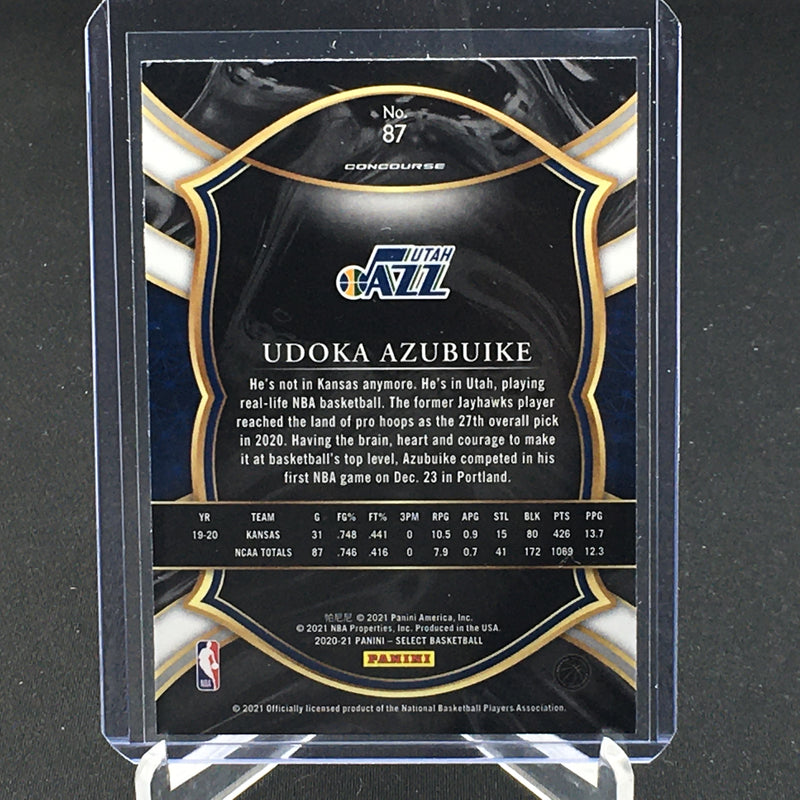 No.
87
CONCOURSE
UTAH
JAZZ
UDOKA AZUBUIKE
He's not in Kansas anymore. He's in Utah, playing
real-life NBA basketball. The former Jayhawks player
reached the land of pro hoops as the 27th overall pick
in 2020. Having the brain, heart and courage to make
it at basketball's top level, Azubuike competed in his
first NBA game on Dec. 23 in Portland.
YR TEAM G FG% FT% 3PM RPG APG STL BLK PTS PPG
19-20 KANSAS 31 .748 .441 0 10.5 0.9 15 80 426 13.7
NCAA TOTALS 87 .746 .416 0 7.9 0.7 41 172 1069 12.3
帕尼尼 © 2021 Panini America, Inc.
© 2021 NBA Properties, Inc. Produced in the USA.
2020-21 PANINI – SELECT BASKETBALL
PANINI
NBA
© 2021 Officially licensed product of the National Basketball Players Association.